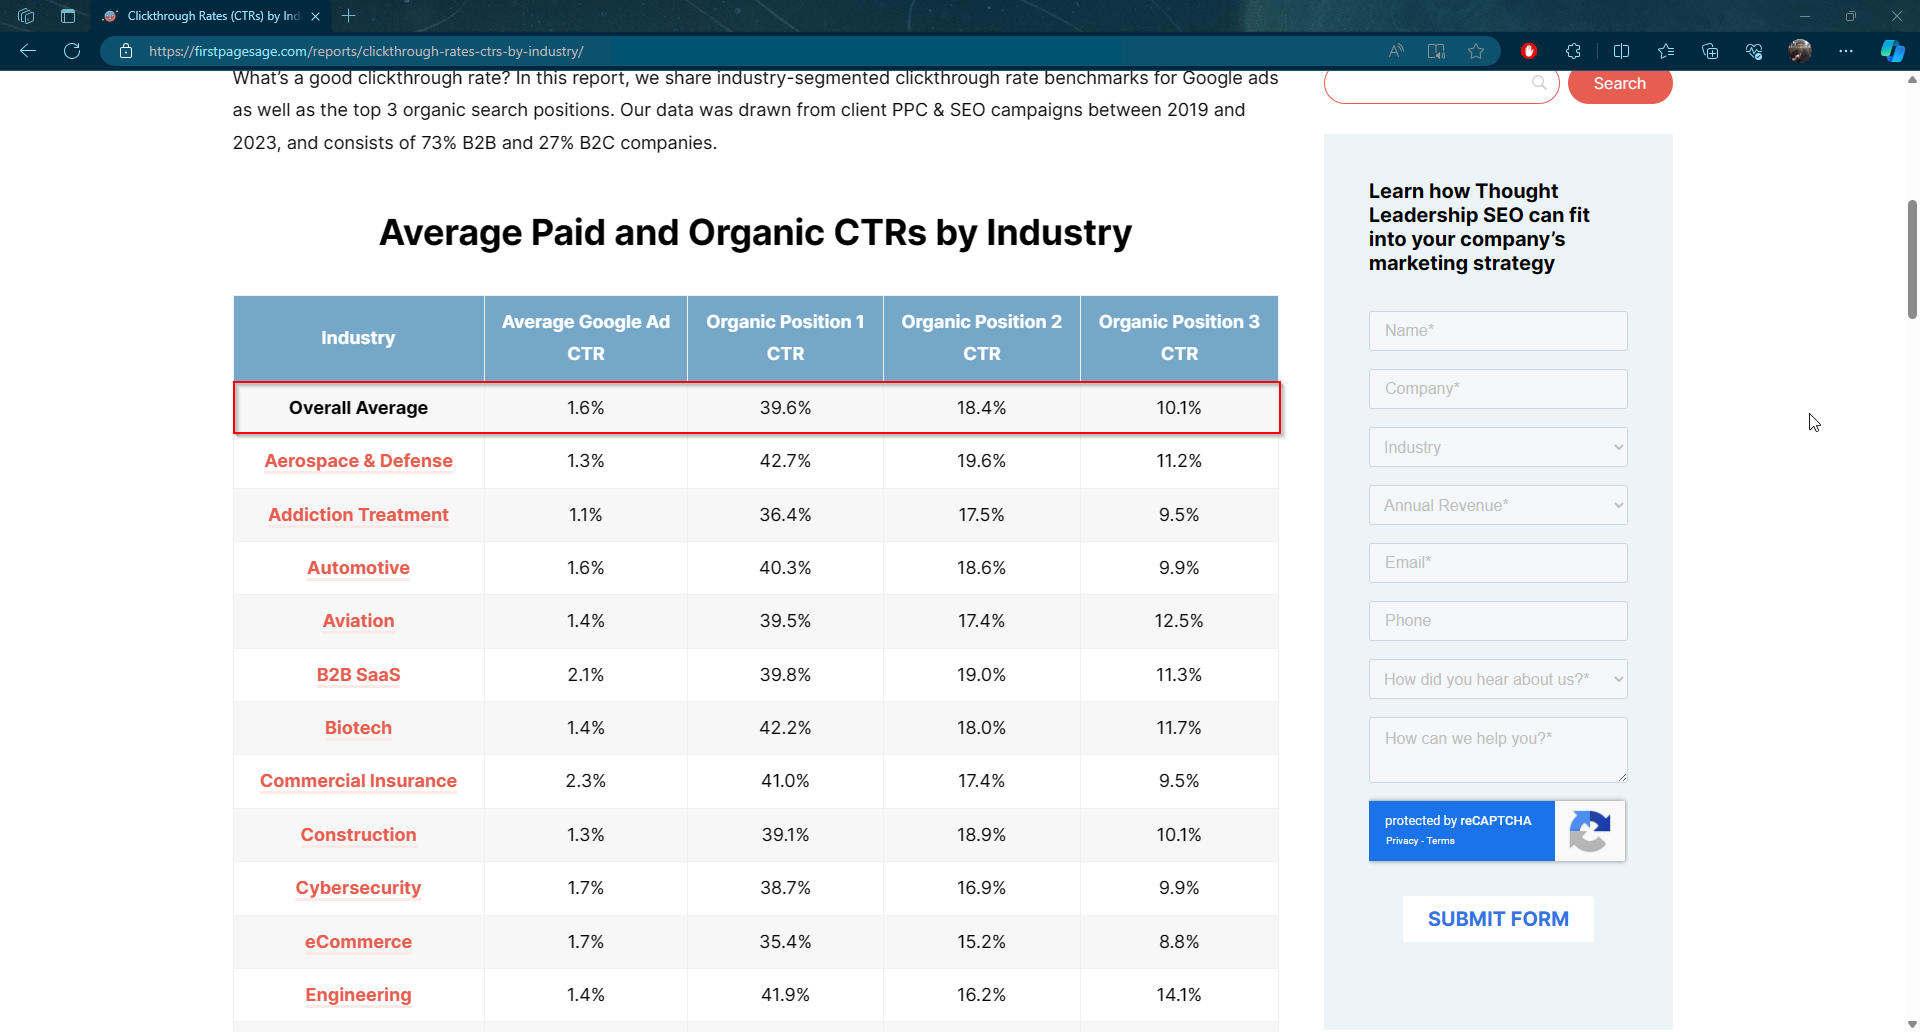 Clickthrough Rates (CTRs) by Ind
https://firstpagesage.com/reports/clickthrough-rates-ctrs-by-industry/
What's a good clickthrough rate? In this report, we share industry-segmented clickthrough rate benchmarks for Google ads
as well as the top 3 organic search positions. Our data was drawn from client PPC & SEO campaigns between 2019 and
2023, and consists of 73% B2B and 27% B2C companies.
Average Paid and Organic CTRs by Industry
Industry Average Google Ad CTR Organic Position 1 CTR Organic Position 2 CTR Organic Position 3 CTR
Overall Average 1.6% 39.6% 18.4% 10.1%
Aerospace & Defense 1.3% 42.7% 19.6% 11.2%
Addiction Treatment 1.1% 36.4% 17.5% 9.5%
Automotive 1.6% 40.3% 18.6% 9.9%
Aviation 1.4% 39.5% 17.4% 12.5%
B2B SaaS 2.1% 39.8% 19.0% 11.3%
Biotech 1.4% 42.2% 18.0% 11.7%
Commercial Insurance 2.3% 41.0% 17.4% 9.5%
Construction 1.3% 39.1% 18.9% 10.1%
Cybersecurity 1.7% 38.7% 16.9% 9.9%
eCommerce 1.7% 35.4% 15.2% 8.8%
Engineering 1.4% 41.9% 16.2% 14.1%
Search
Learn how Thought
Leadership SEO can fit
into your company's
marketing strategy
Name*
Company*
Industry
Annual Revenue*
Email*
Phone
How did you hear about us?*
How can we help you?*
protected by reCAPTCHA
Privacy - Terms
SUBMIT FORM